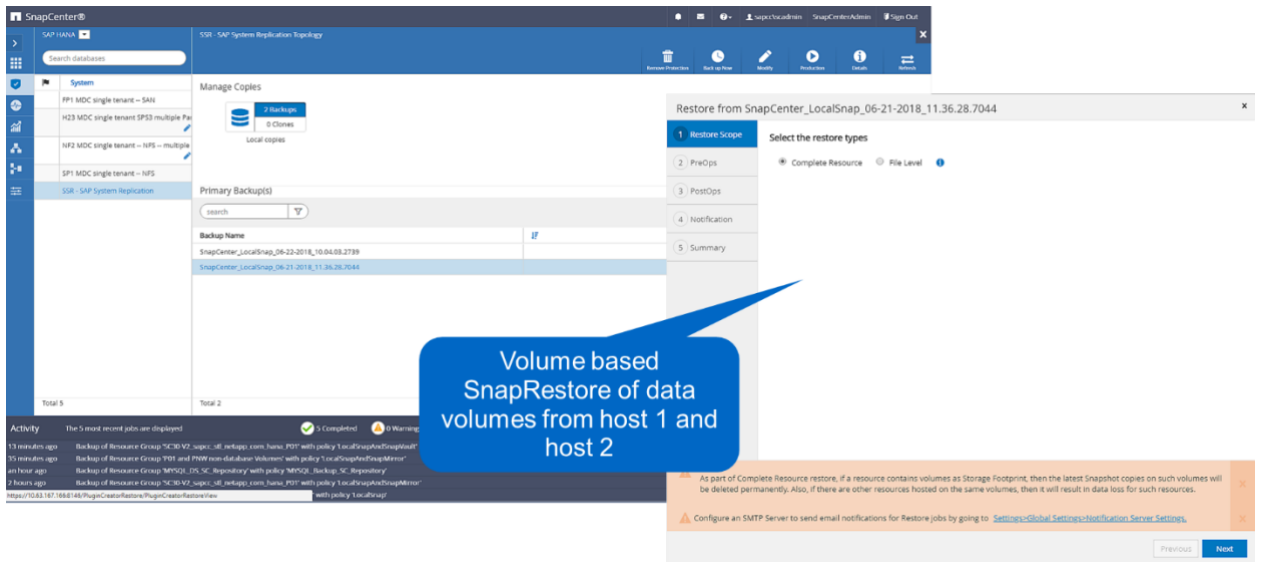 SnapCenter®
sapcc\scadmin SnapCenterAdmin Sign Out
SAP HANA
SSR - SAP System Replication Topology
Search databases
Remove Protection Back up Now Modify Production Details Refresh
System
FP1 MDC single tenant -- SAN
H23 MDC single tenant SPS3 multiple Par
NF2 MDC single tenant -- NFS -- multiple
SP1 MDC single tenant -- NFS
SSR - SAP System Replication
Manage Copies
2 Backups
0 Clones
Local copies
Primary Backup(s)
search
Backup Name
SnapCenter_LocalSnap_06-22-2018_10.04.03.2739
SnapCenter_LocalSnap_06-21-2018_11.36.28.7044
Total 5
Total 2
Activity The 5 most recent jobs are displayed 5 Completed 0 Warning
13 minutes ago Backup of Resource Group 'SC30-V2_sapcc_stl_netapp_com_hana_P01' with policy 'LocalSnapAndSnapVault'
35 minutes ago Backup of Resource Group 'P01 and PNW non-database Volumes' with policy 'LocalSnapAndSnapMirror'
an hour ago Backup of Resource Group 'MYSQL_DS_SC_Repository' with policy 'MYSQL_Backup_SC_Repository'
2 hours ago Backup of Resource Group 'SC30-V2_sapcc_stl_netapp_com_hana_P01' with policy 'LocalSnapAndSnapMirror'
with policy 'LocalSnap'
Restore from SnapCenter_LocalSnap_06-21-2018_11.36.28.7044
x
1 Restore Scope
2 PreOps
3 PostOps
4 Notification
5 Summary
Select the restore types
Complete Resource File Level
Volume based
SnapRestore of data
volumes from host 1 and
host 2
As part of Complete Resource restore, if a resource contains volumes as Storage Footprint, then the latest Snapshot copies on such volumes will
be deleted permanently. Also, if there are other resources hosted on the same volumes, then it will result in data loss for such resources.
Configure an SMTP Server to send email notifications for Restore jobs by going to Settings>Global Settings>Notification Server Settings.
Previous Next